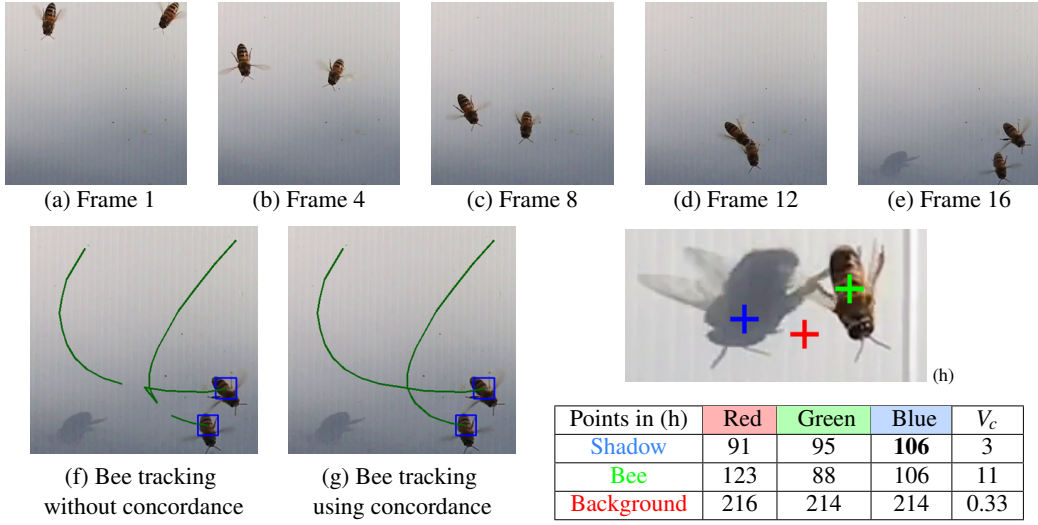 (a) Frame 1
(b) Frame 4
(c) Frame 8
(d) Frame 12
(e) Frame 16
(f) Bee tracking
without concordance
(g) Bee tracking
using concordance
(h)
Points in (h) Red Green Blue V_c
Shadow 91 95 106 3
Bee 123 88 106 11
Background 216 214 214 0.33